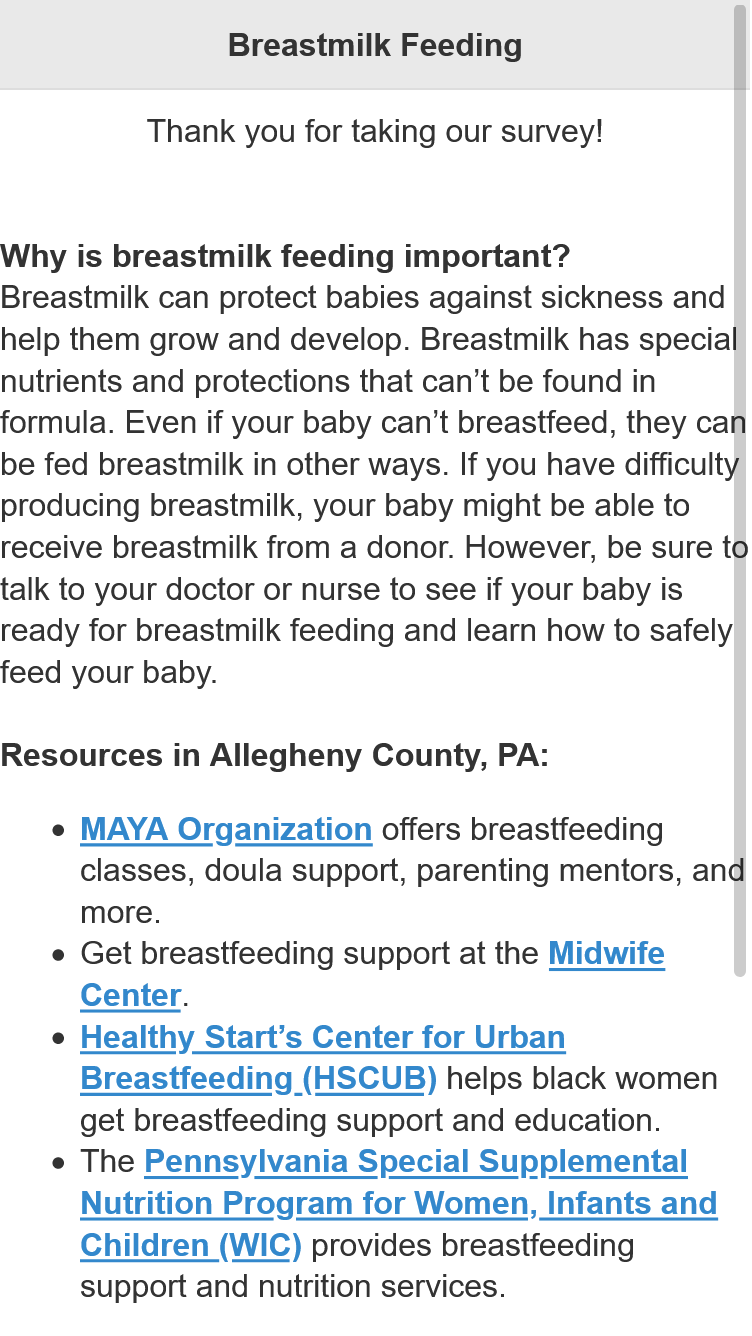 Breastmilk Feeding
Thank you for taking our survey!
Why is breastmilk feeding important?
Breastmilk can protect babies against sickness and
help them grow and develop. Breastmilk has special
nutrients and protections that can’t be found in
formula. Even if your baby can’t breastfeed, they can
be fed breastmilk in other ways. If you have difficulty
producing breastmilk, your baby might be able to
receive breastmilk from a donor. However, be sure to
talk to your doctor or nurse to see if your baby is
ready for breastmilk feeding and learn how to safely
feed your baby.
Resources in Allegheny County, PA:
• MAYA Organization offers breastfeeding
classes, doula support, parenting mentors, and
more.
• Get breastfeeding support at the Midwife
Center.
• Healthy Start’s Center for Urban
Breastfeeding (HSCUB) helps black women
get breastfeeding support and education.
• The Pennsylvania Special Supplemental
Nutrition Program for Women, Infants and
Children (WIC) provides breastfeeding
support and nutrition services.